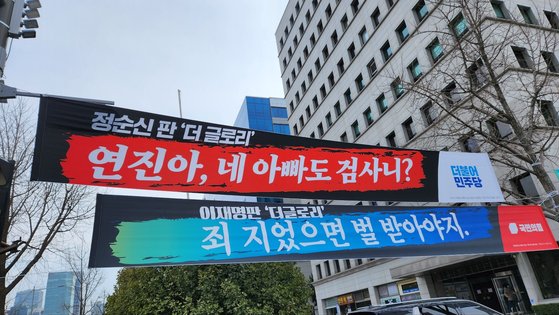 정순신 판 '더 글로리'
연진아, 네 아빠도 검사니?
더불어
민주당
이재명판 '더글로리'
죄 지었으면 벌 받아야지.
국민의힘